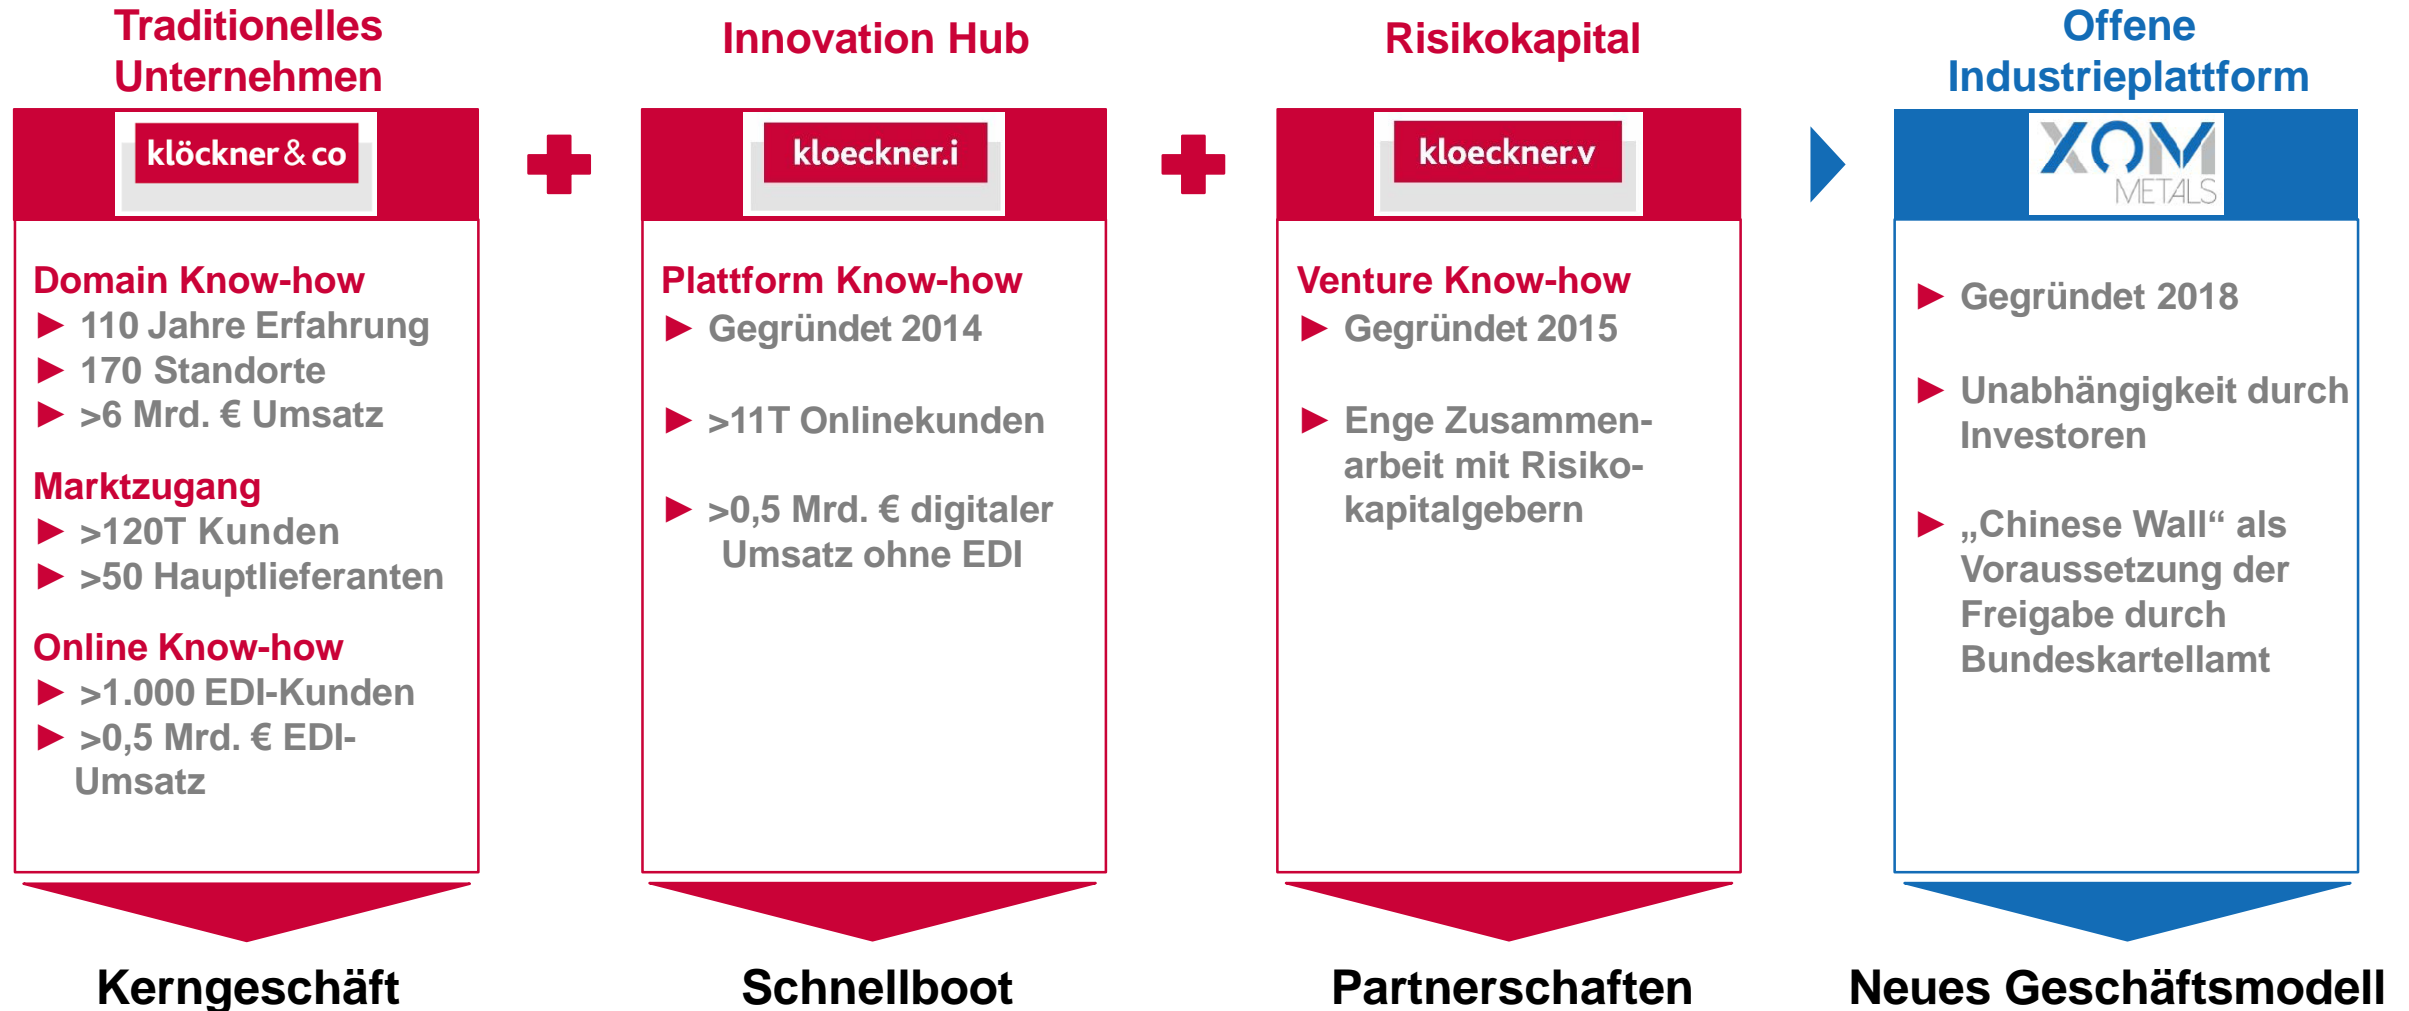 Traditionelles
Unternehmen
klöckner & co
Domain Know-how
► 110 Jahre Erfahrung
► 170 Standorte
► >6 Mrd. € Umsatz
Marktzugang
► >120T Kunden
► >50 Hauptlieferanten
Online Know-how
► >1.000 EDI-Kunden
► >0,5 Mrd. € EDI-
Umsatz
Kerngeschäft
Innovation Hub
kloeckner.i
Plattform Know-how
► Gegründet 2014
► >11T Onlinekunden
► >0,5 Mrd. € digitaler
Umsatz ohne EDI
Schnellboot
Risikokapital
kloeckner.v
Venture Know-how
► Gegründet 2015
► Enge Zusammen-
arbeit mit Risiko-
kapitalgebern
Partnerschaften
Offene
Industrieplattform
XOM
METALS
► Gegründet 2018
► Unabhängigkeit durch
Investoren
► „Chinese Wall“ als
Voraussetzung der
Freigabe durch
Bundeskartellamt
Neues Geschäftsmodell